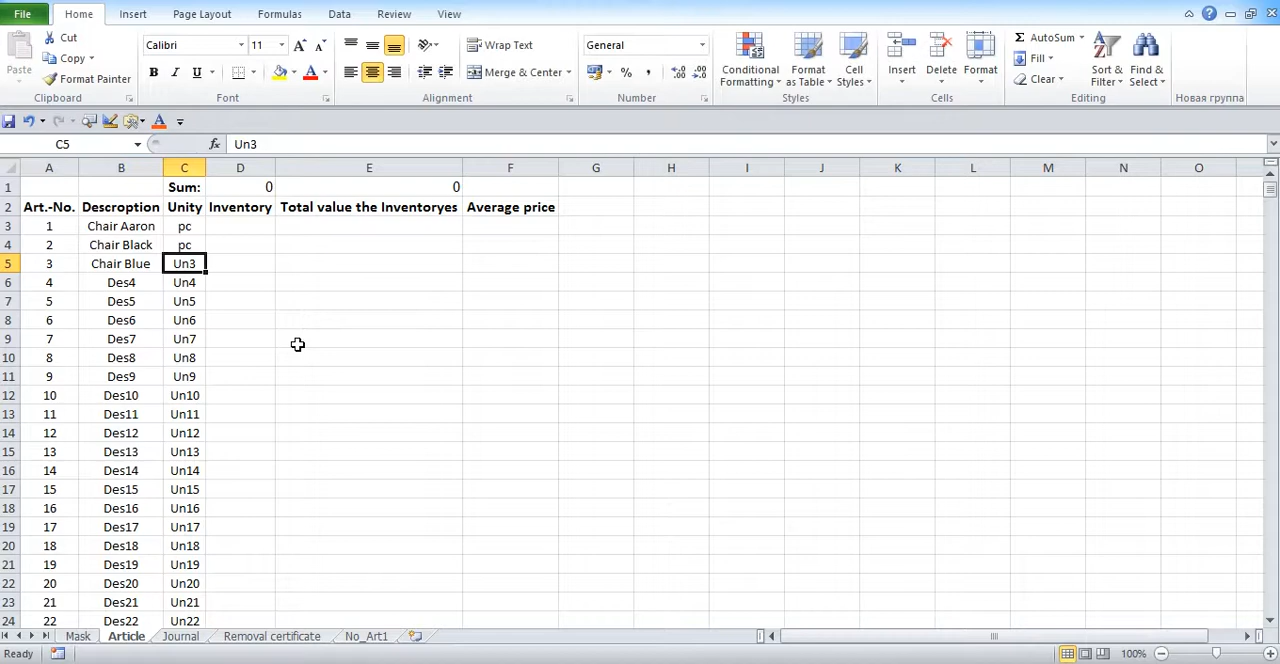 File Home Insert Page Layout Formulas Data Review View
Cut
Copy
Format Painter
Paste
Calibri 11
Wrap Text
Merge & Center
General
Conditional Formatting
Format as Table
Cell Styles
Insert
Delete
Format
AutoSum
Fill
Clear
Sort & Filter
Find & Select
Clipboard Font Alignment Number Styles Cells Editing Новая группа
C5 fx Un3
A B C D E F G H I J K L M N O
1 Sum: 0 0
2 Art.-No. Descroption Unity Inventory Total value the Inventoryes Average price
3 1 Chair Aaron pc
4 2 Chair Black pc
5 3 Chair Blue Un3
6 4 Des4 Un4
7 5 Des5 Un5
8 6 Des6 Un6
9 7 Des7 Un7
10 8 Des8 Un8
11 9 Des9 Un9
12 10 Des10 Un10
13 11 Des11 Un11
14 12 Des12 Un12
15 13 Des13 Un13
16 14 Des14 Un14
17 15 Des15 Un15
18 16 Des16 Un16
19 17 Des17 Un17
20 18 Des18 Un18
21 19 Des19 Un19
22 20 Des20 Un20
23 21 Des21 Un21
24 22 Des22 Un22
Mask Article Journal Removal certificate No_Art1
Ready 100%